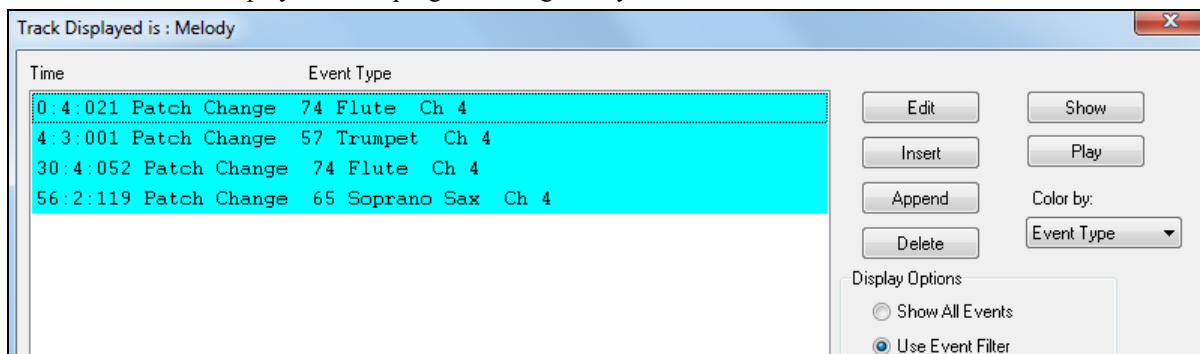 Track Displayed is : Melody
Time Event Type
0:4:021 Patch Change 74 Flute Ch 4
4:3:001 Patch Change 57 Trumpet Ch 4
30:4:052 Patch Change 74 Flute Ch 4
56:2:119 Patch Change 65 Soprano Sax Ch 4
Edit Show
Insert Play
Append Color by:
Delete Event Type
Display Options
Show All Events
Use Event Filter